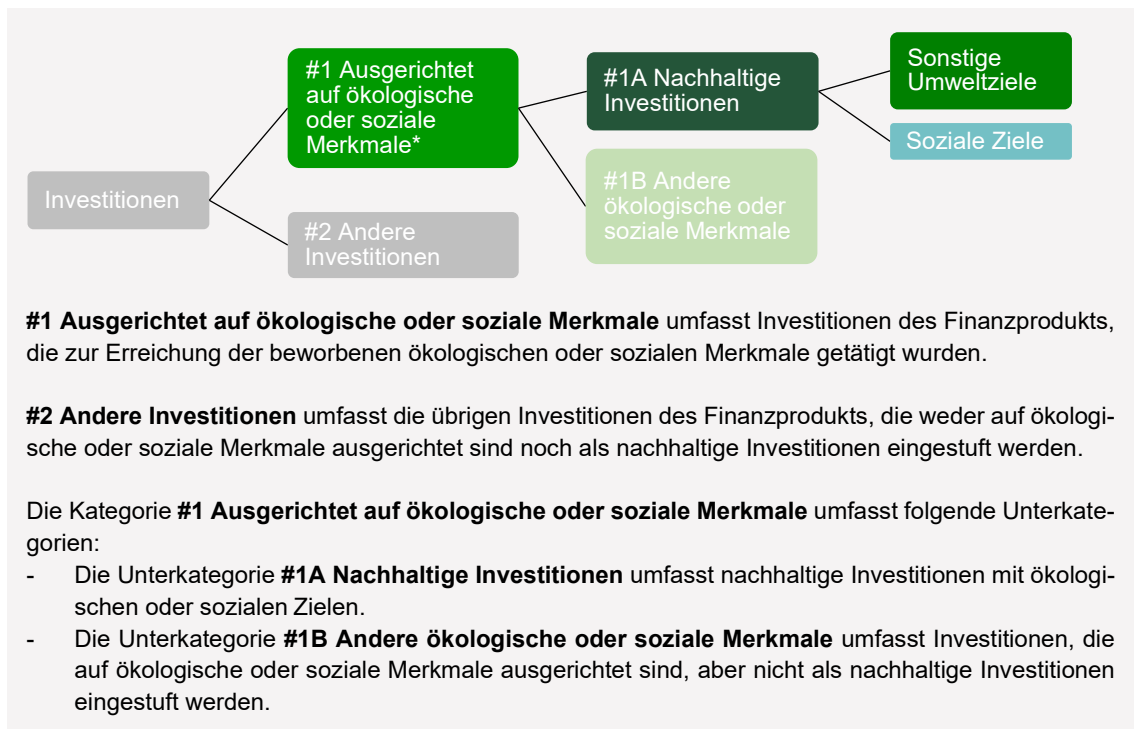 #1 Ausgerichtet
auf ökologische
oder soziale
Merkmale*
#1A Nachhaltige
Investitionen
Sonstige
Umweltziele
Soziale Ziele
Investitionen
#1B Andere
ökologische oder
soziale Merkmale
#2 Andere
Investitionen
#1 Ausgerichtet auf ökologische oder soziale Merkmale umfasst Investitionen des Finanzprodukts,
die zur Erreichung der beworbenen ökologischen oder sozialen Merkmale getätigt wurden.
#2 Andere Investitionen umfasst die übrigen Investitionen des Finanzprodukts, die weder auf ökologi-
sche oder soziale Merkmale ausgerichtet sind noch als nachhaltige Investitionen eingestuft werden.
Die Kategorie #1 Ausgerichtet auf ökologische oder soziale Merkmale umfasst folgende Unterkate-
gorien:
- Die Unterkategorie #1A Nachhaltige Investitionen umfasst nachhaltige Investitionen mit ökologi-
schen oder sozialen Zielen.
- Die Unterkategorie #1B Andere ökologische oder soziale Merkmale umfasst Investitionen, die
auf ökologische oder soziale Merkmale ausgerichtet sind, aber nicht als nachhaltige Investitionen
eingestuft werden.